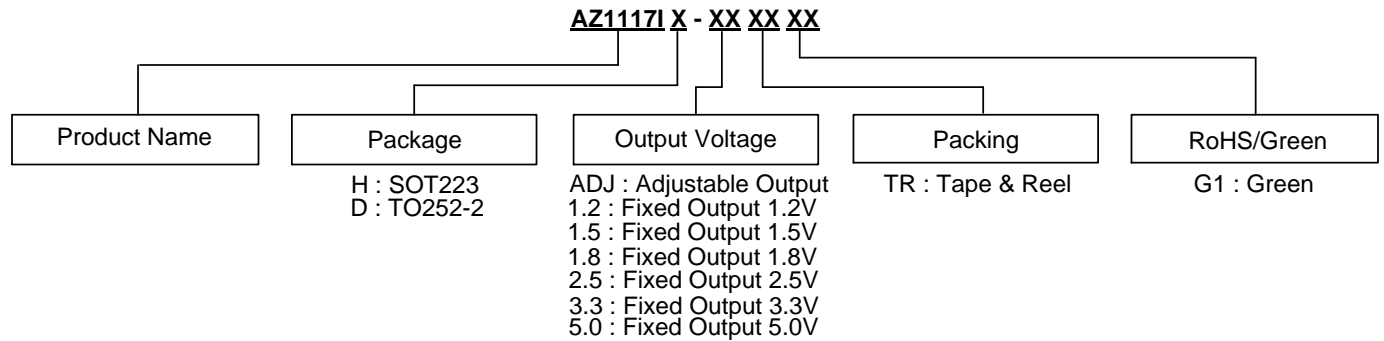 AZ1117I X - XX XX XX
Product Name
Package
Output Voltage
Packing
RoHS/Green
H : SOT223
D : TO252-2
ADJ : Adjustable Output
1.2 : Fixed Output 1.2V
1.5 : Fixed Output 1.5V
1.8 : Fixed Output 1.8V
2.5 : Fixed Output 2.5V
3.3 : Fixed Output 3.3V
5.0 : Fixed Output 5.0V
TR : Tape & Reel
G1 : Green